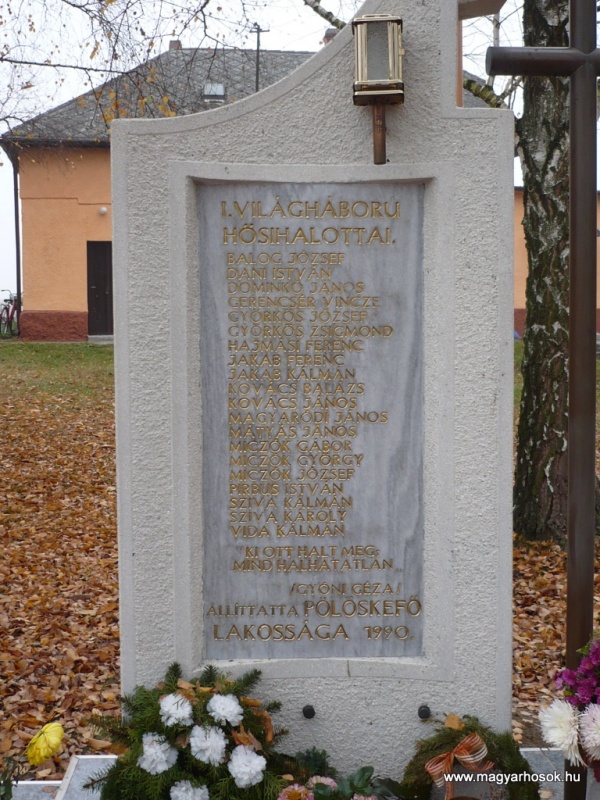 I. VILÁGHÁBORU
HŐSIHALOTTAI.
BALOG JÓZSEF
DANI ISTVÁN
DOMINKÓ JÁNOS
GERENCSÉR VINCZE
GYÖRKÖS JÓZSEF
GYÖRKÖS ZSIGMOND
HAJMÁSI FERENC
JAKAB FERENC
JAKAB KÁLMÁN
KOVÁCS BALÁZS
KOVÁCS JÁNOS
MAGYARÓDI JÁNOS
MÁTYÁS JÁNOS
MICZÓK GÁBOR
MICZÓK GYÖRGY
MICZÓK JÓZSEF
PIRBUS ISTVÁN
SZIVA KÁLMÁN
SZIVA KÁROLY
VIDA KÁLMÁN
"KI OTT HALT MEG:
MIND HALHATATLAN„
/GYÓNI GÉZA/
ÁLLÍTTATTA PÖLÖSKEFŐ
LAKOSSÁGA 1990.
www.magyarhosok.hu